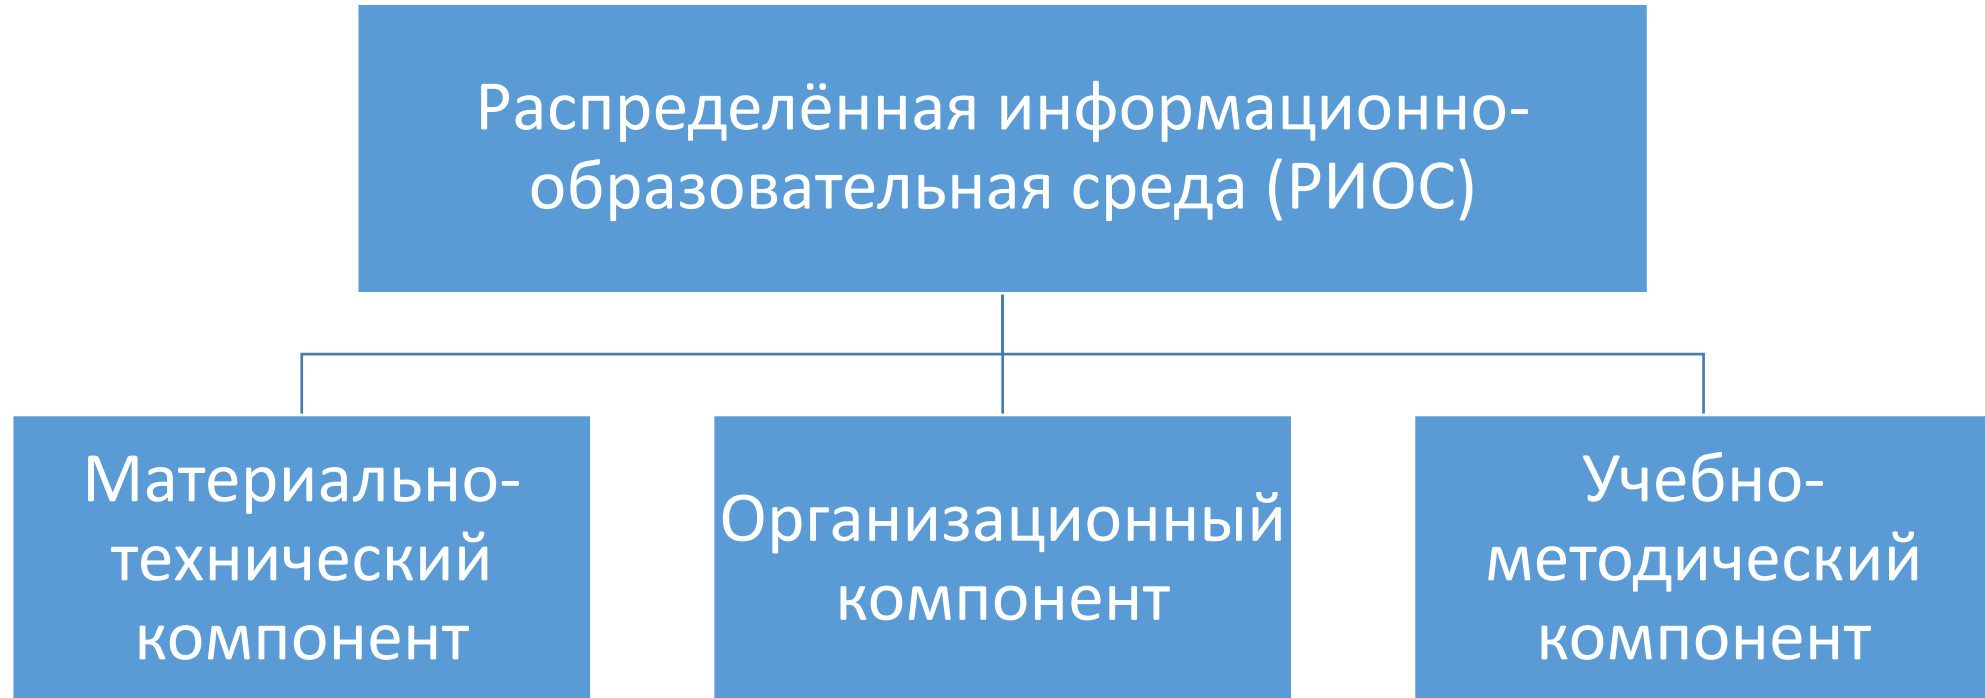 Распределённая информационно-
образовательная среда (РИОС)
Материально-
технический
компонент
Организационный
компонент
Учебно-
методический
компонент